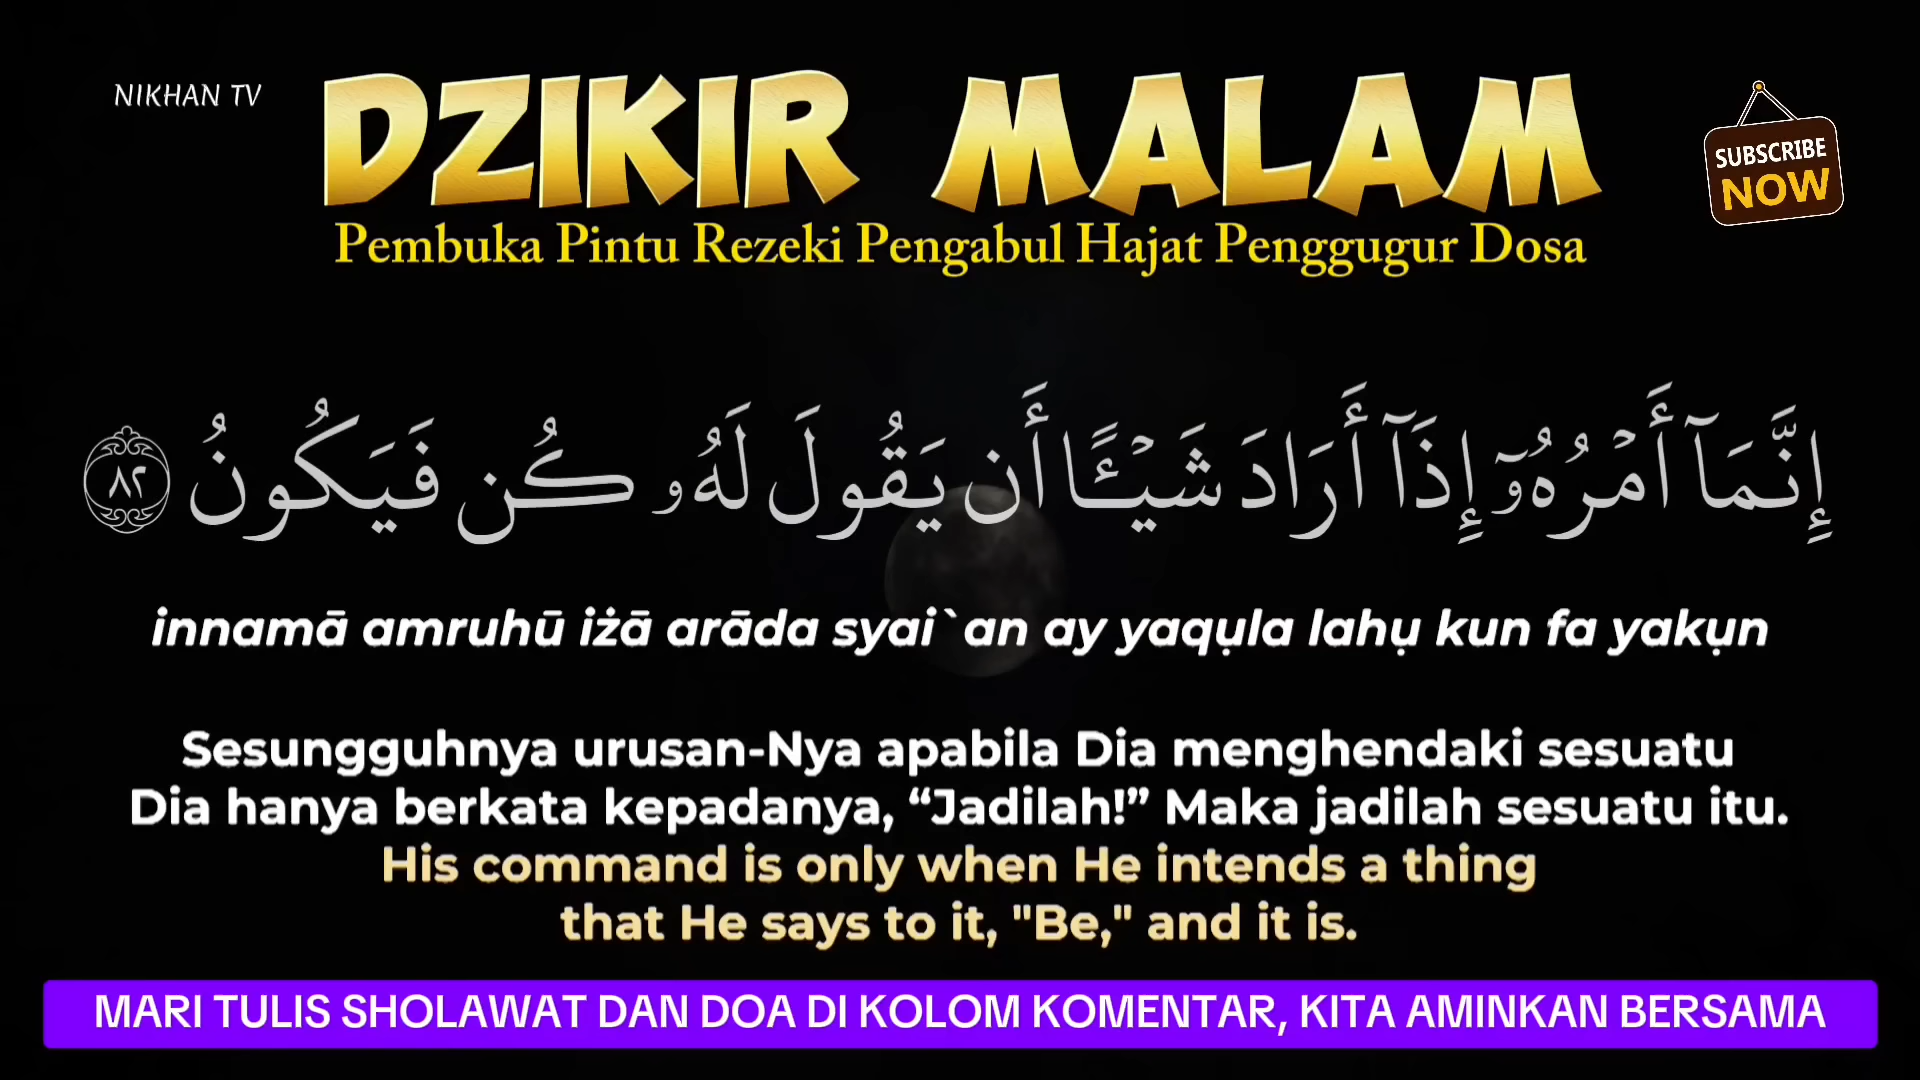 NIKHAN TV
DZIKIR MALAM
SUBSCRIBE
NOW
Pembuka Pintu Rezeki Pengabul Hajat Penggugur Dosa
إِنَّمَآ أَمْرُهُۥٓ إِذَآ أَرَادَ شَيْـًٔا أَن يَقُولَ لَهُۥ كُن فَيَكُونُ ٨٢
innamā amruhū iżā arāda syai`an ay yaqụla lahụ kun fa yakụn
Sesungguhnya urusan-Nya apabila Dia menghendaki sesuatu
Dia hanya berkata kepadanya, “Jadilah!” Maka jadilah sesuatu itu.
His command is only when He intends a thing
that He says to it, "Be," and it is.
MARI TULIS SHOLAWAT DAN DOA DI KOLOM KOMENTAR, KITA AMINKAN BERSAMA